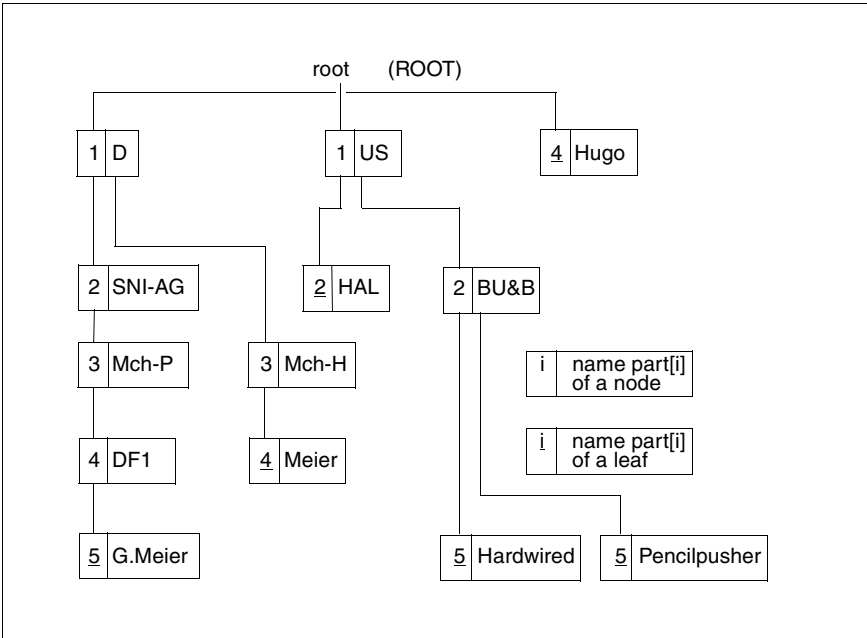 root (ROOT)
1 D
1 US
4 Hugo
2 SNI-AG
2 HAL
2 BU&B
3 Mch-P
3 Mch-H
i name part[i]
of a node
4 DF1
4 Meier
i name part[i]
of a leaf
5 G.Meier
5 Hardwired
5 Pencilpusher